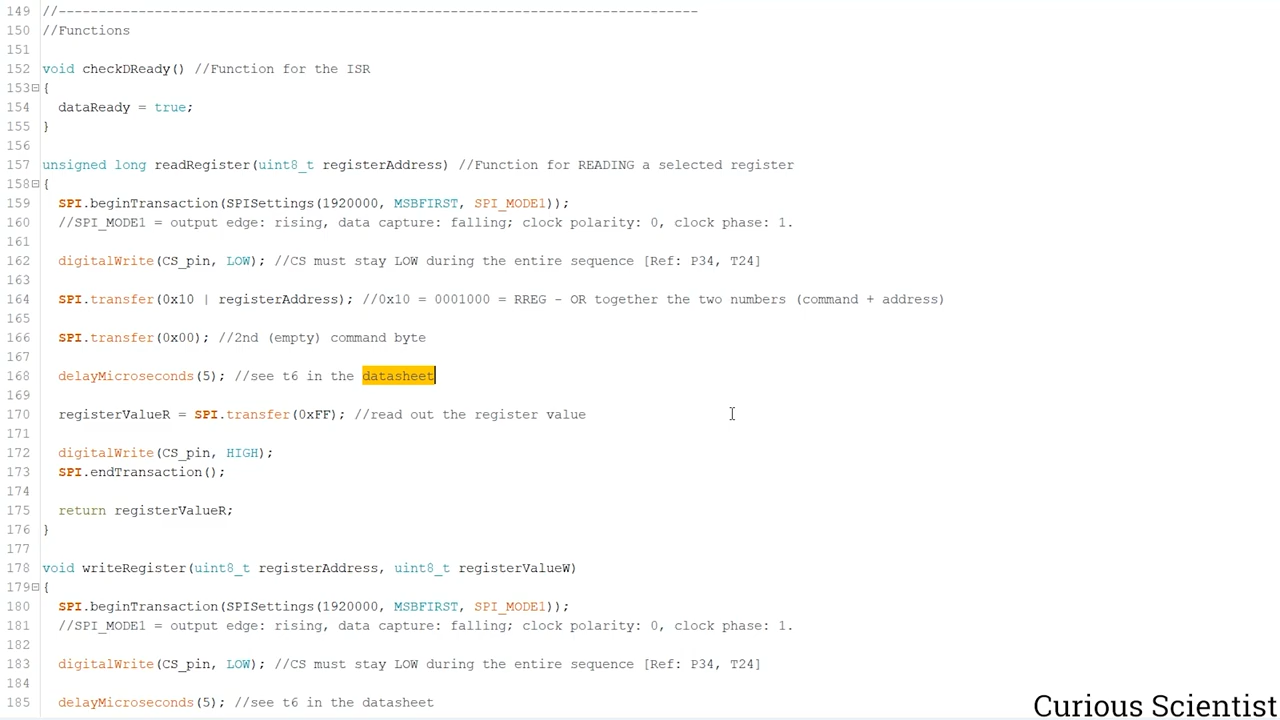 149 //--------------------------------------------------------------------------------
150 //Functions
151
152 void checkDReady() //Function for the ISR
153 {
154 dataReady = true;
155 }
156
157 unsigned long readRegister(uint8_t registerAddress) //Function for READING a selected register
158 {
159 SPI.beginTransaction(SPISettings(1920000, MSBFIRST, SPI_MODE1));
160 //SPI_MODE1 = output edge: rising, data capture: falling; clock polarity: 0, clock phase: 1.
161
162 digitalWrite(CS_pin, LOW); //CS must stay LOW during the entire sequence [Ref: P34, T24]
163
164 SPI.transfer(0x10 | registerAddress); //0x10 = 0001000 = RREG - OR together the two numbers (command + address)
165
166 SPI.transfer(0x00); //2nd (empty) command byte
167
168 delayMicroseconds(5); //see t6 in the datasheet
169
170 registerValueR = SPI.transfer(0xFF); //read out the register value
171
172 digitalWrite(CS_pin, HIGH);
173 SPI.endTransaction();
174
175 return registerValueR;
176 }
177
178 void writeRegister(uint8_t registerAddress, uint8_t registerValueW)
179 {
180 SPI.beginTransaction(SPISettings(1920000, MSBFIRST, SPI_MODE1));
181 //SPI_MODE1 = output edge: rising, data capture: falling; clock polarity: 0, clock phase: 1.
182
183 digitalWrite(CS_pin, LOW); //CS must stay LOW during the entire sequence [Ref: P34, T24]
184
185 delayMicroseconds(5); //see t6 in the datasheet
Curious Scientist